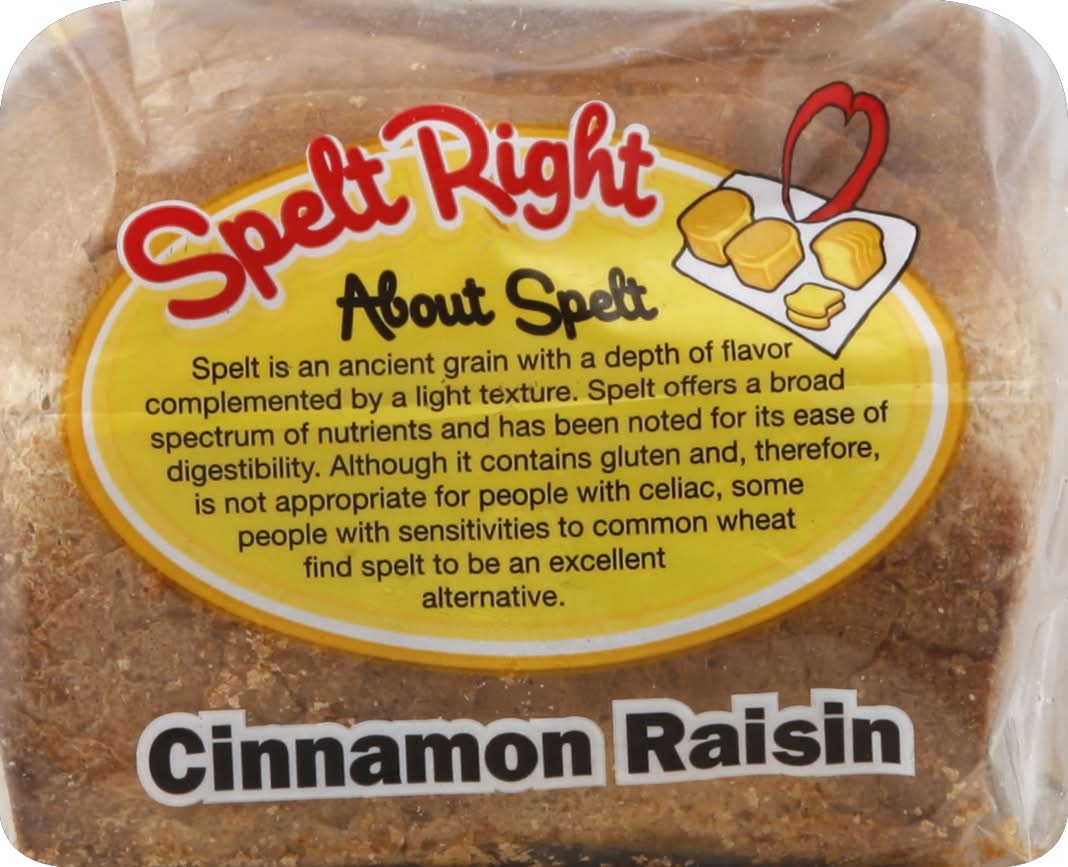 Spelt Right
About Spelt
Spelt is an ancient grain with a depth of flavor
complemented by a light texture. Spelt offers a broad
spectrum of nutrients and has been noted for its ease of
digestibility. Although it contains gluten and, therefore,
is not appropriate for people with celiac, some
people with sensitivities to common wheat
find spelt to be an excellent
alternative.
Cinnamon Raisin